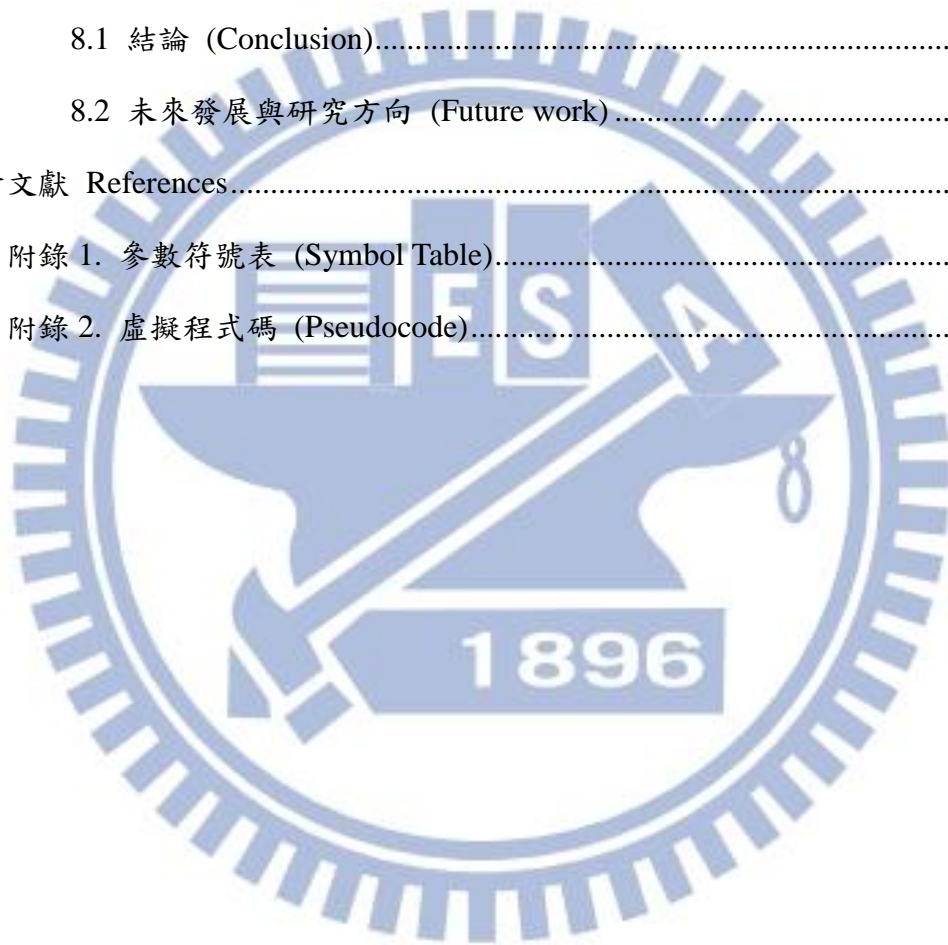 8.1 結論 (Conclusion)
8.2 未來發展與研究方向 (Future work)
文獻 References
附錄 1. 參數符號表 (Symbol Table)
附錄 2. 虛擬程式碼 (Pseudocode)
E S A
1896